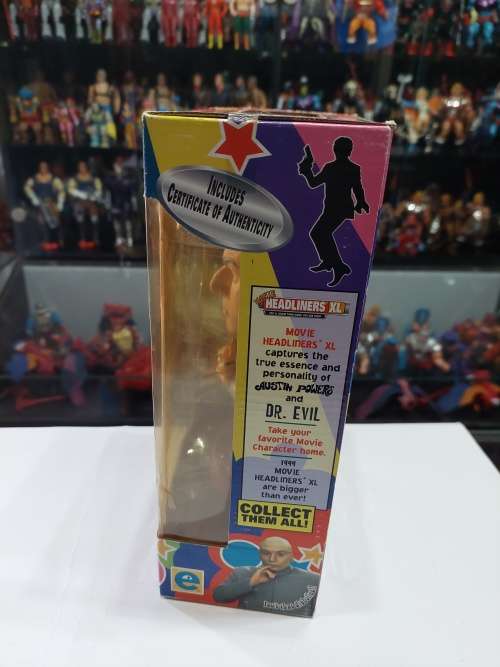 INCLUDES
CERTIFICATE OF AUTHENTICITY
HEADLINERS XL
MOVIE
HEADLINERS XL
captures the
true essence and
personality of
AUSTIN POWERS
and
DR. EVIL
Take your
favorite Movie
Character home.
1999
MOVIE
HEADLINERS XL
are bigger
than ever!
COLLECT
THEM ALL!
e